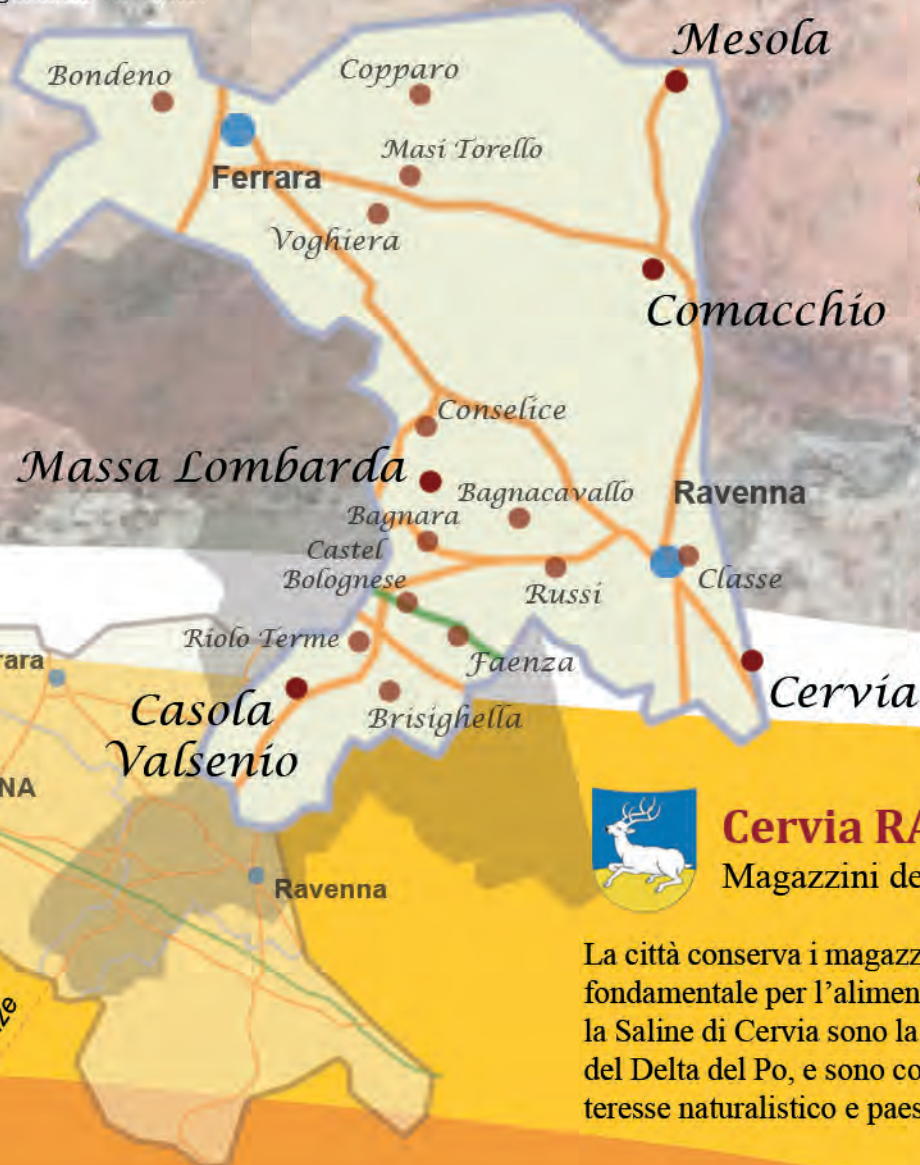 Mesola
Bondeno
Copparo
Masi Torello
Ferrara
Voghiera
Comacchio
Conselice
Massa Lombarda
Bagnacavallo
Ravenna
Bagnara
Castel
Bolognese
Russi
Classe
Riolo Terme
Faenza
Casola
Valsenio
Brisighella
Cervia
rara
NA
Ravenna
ze
Cervia RA
Magazzini de
La città conserva i magazz
fondamentale per l’alimen
la Saline di Cervia sono la
del Delta del Po, e sono co
teresse naturalistico e paes